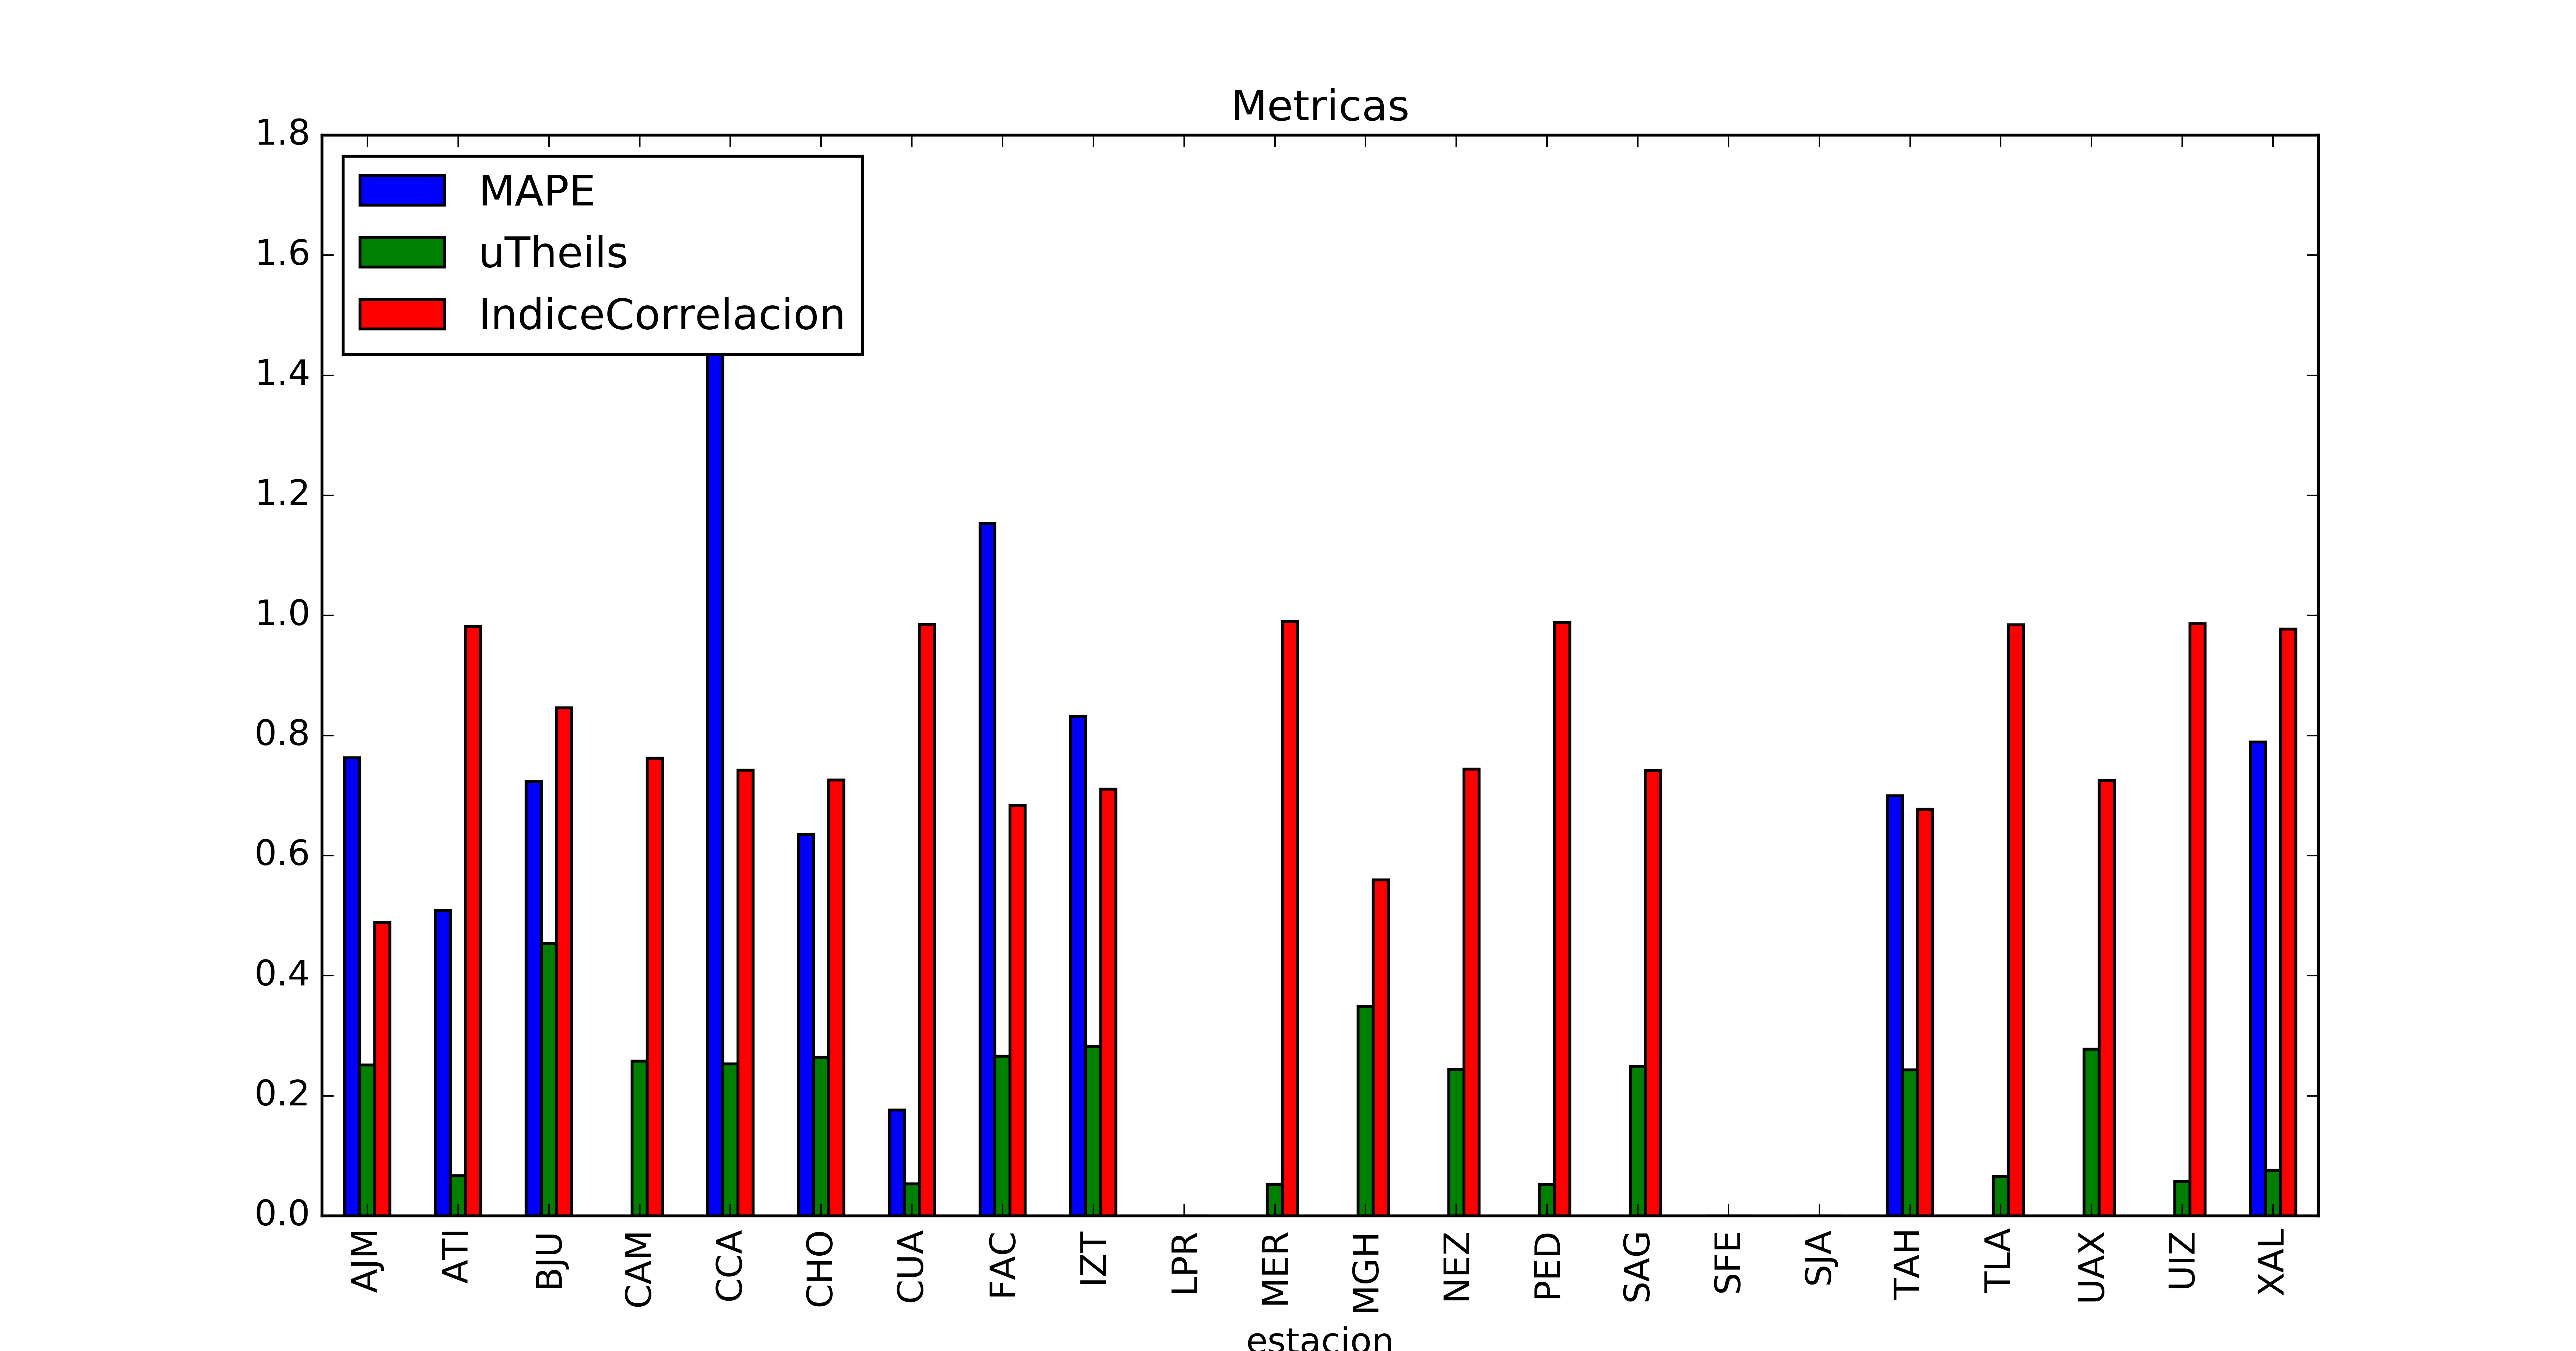 Metricas
MAPE
uTheils
IndiceCorrelacion
1.8
1.6
1.4
1.2
1.0
0.8
0.6
0.4
0.2
0.0
AJM ATI BJU CAM CCA CHO CUA FAC IZT LPR MER MGH NEZ PED SAG SFE SJA TAH TLA UAX UIZ XAL
estacion